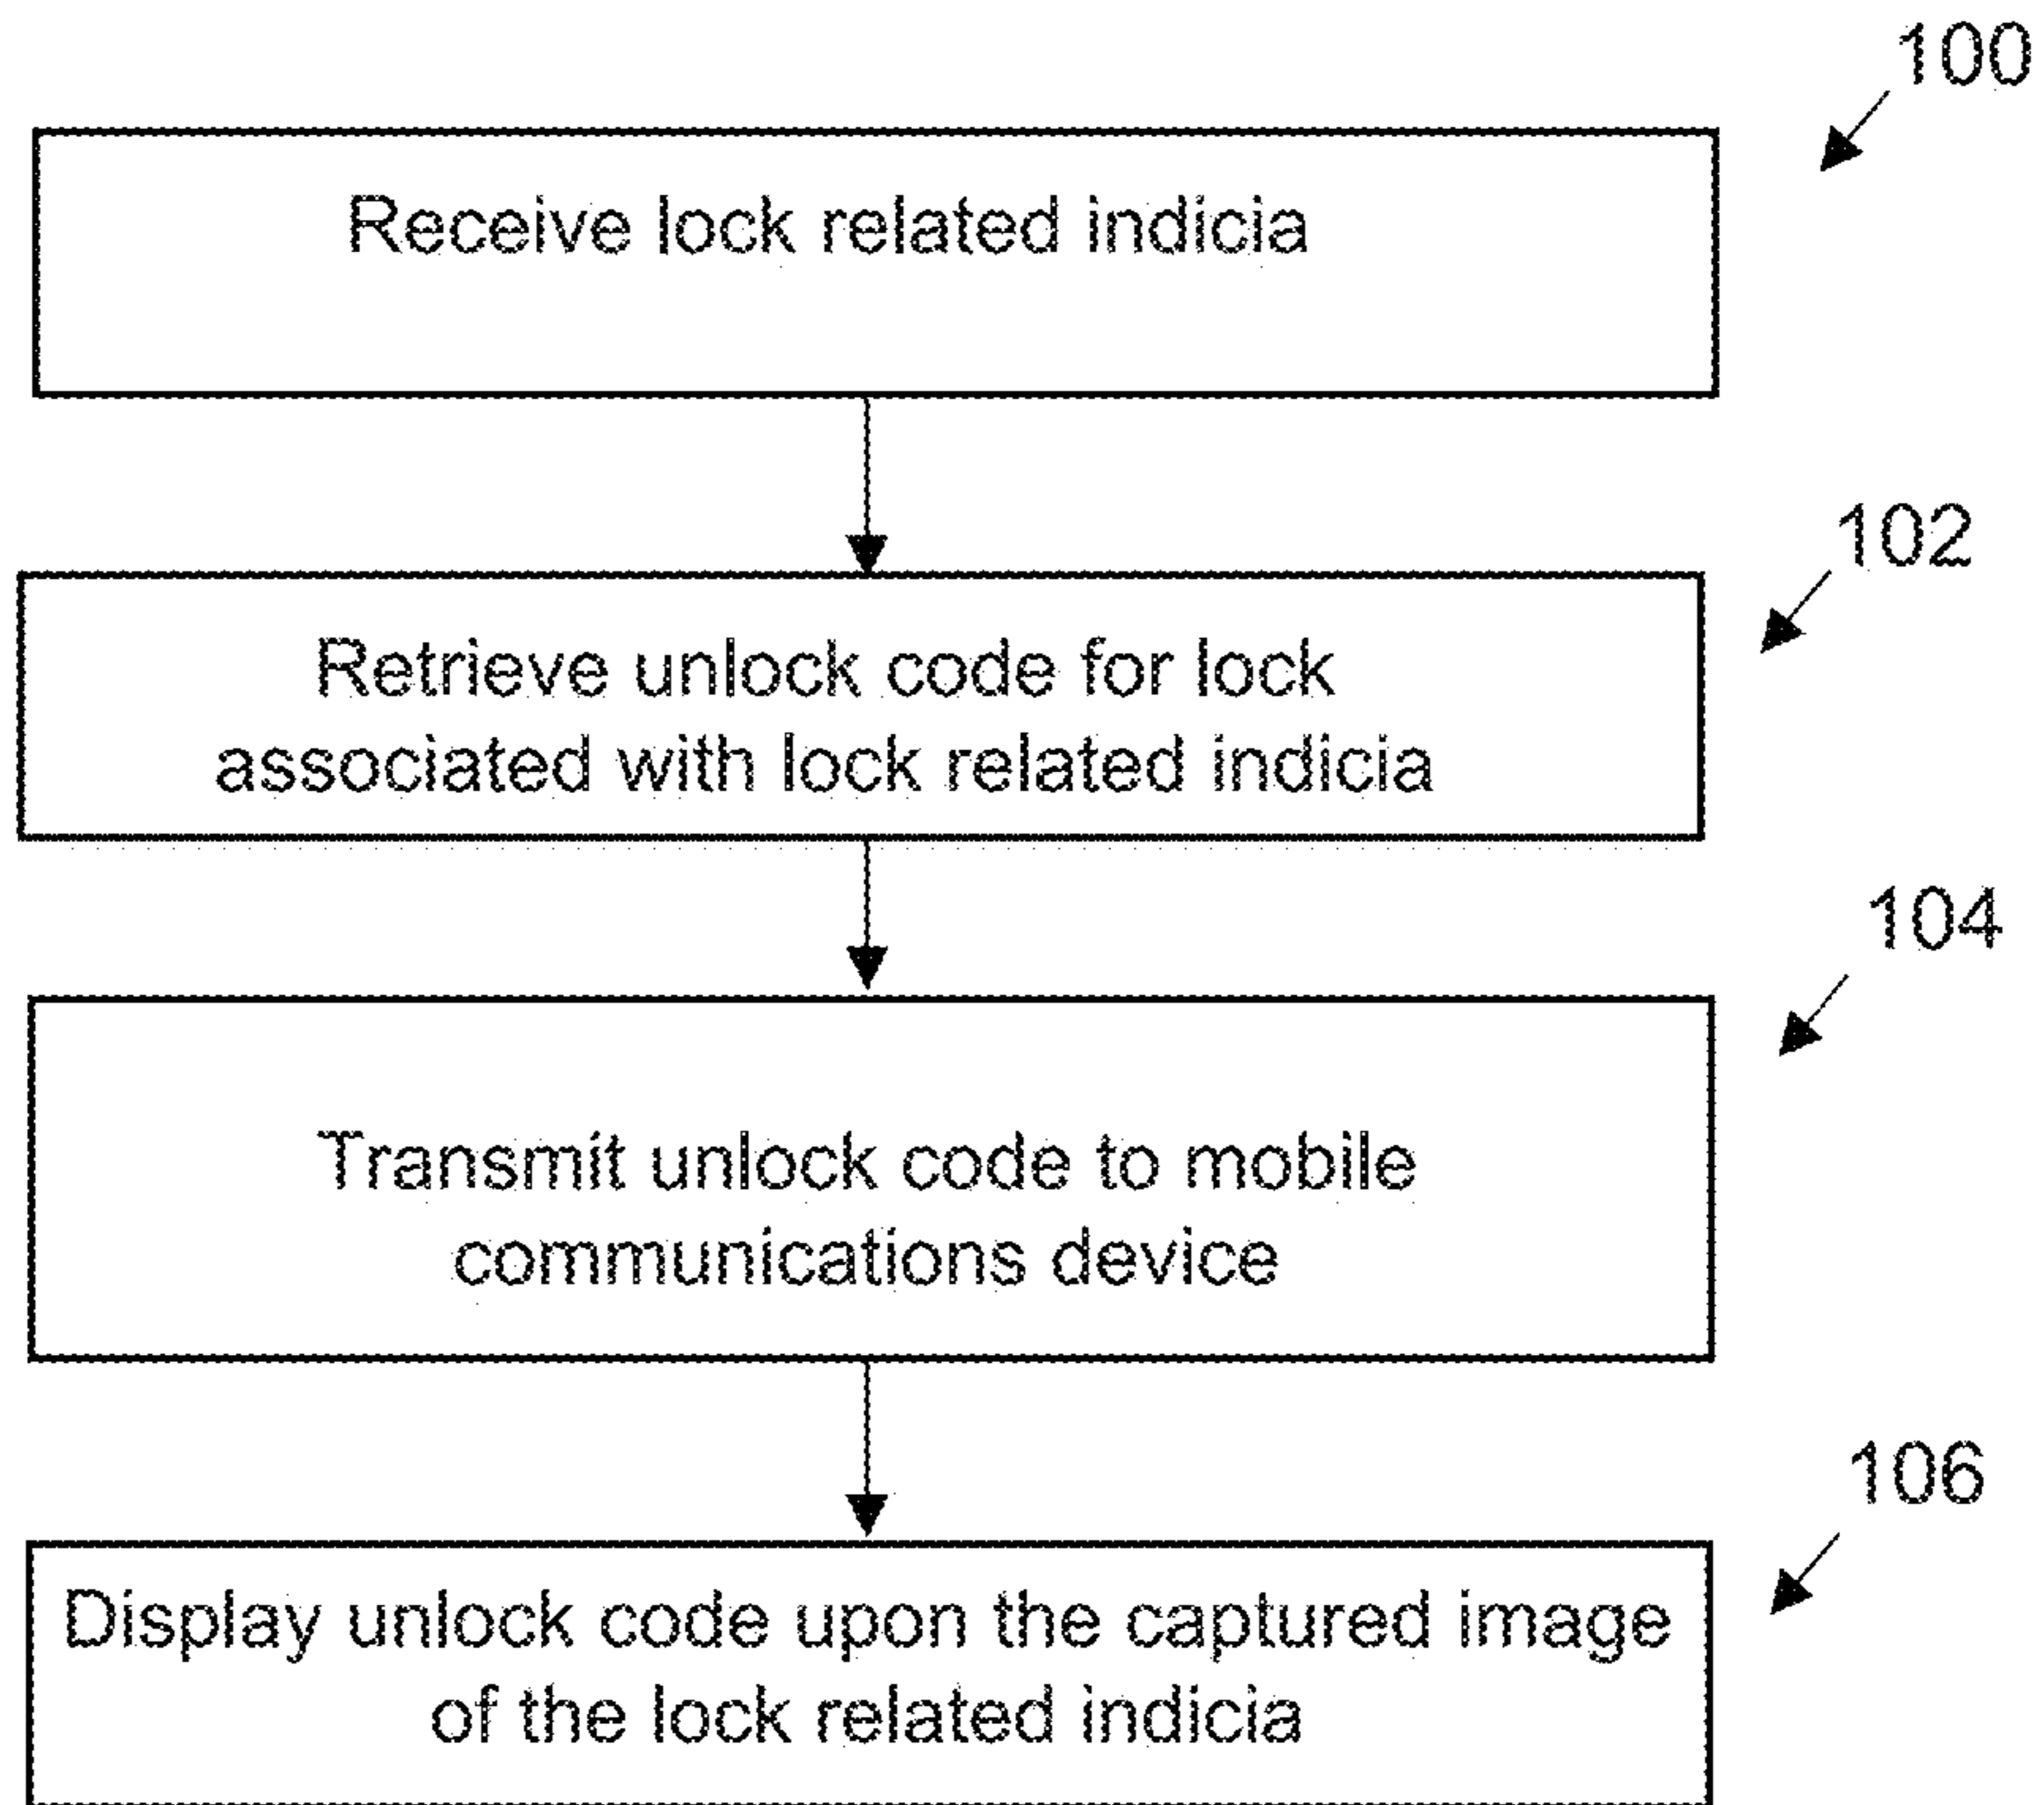 100
Receive lock related indicia
102
Retrieve unlock code for lock
associated with lock related indicia
104
Transmit unlock code to mobile
communications device
106
Display unlock code upon the captured image
of the lock related indicia